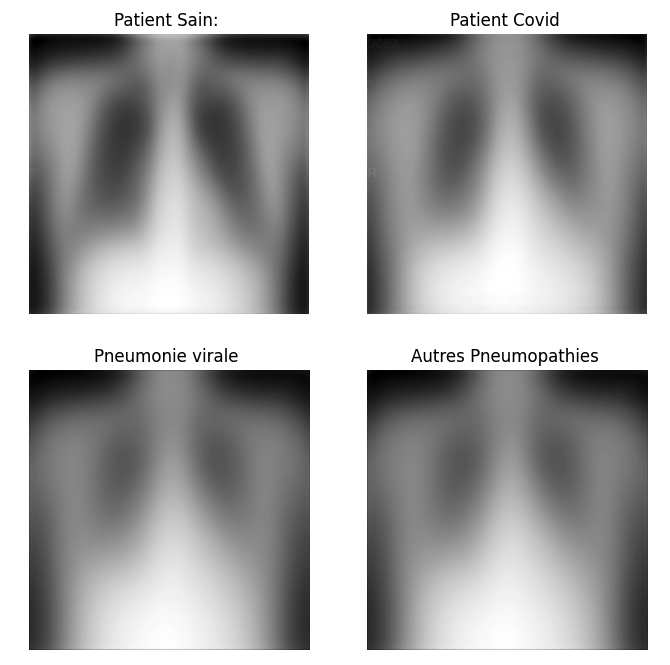 Patient Sain:
Patient Covid
R
Pneumonie virale
Autres Pneumopathies